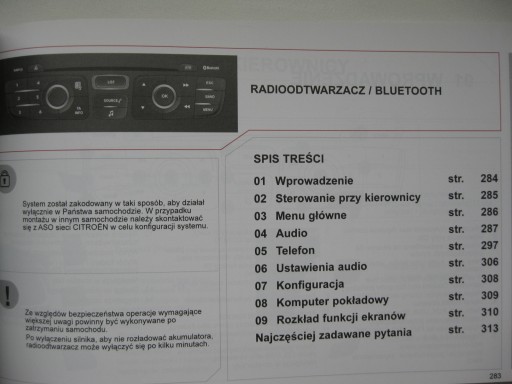 RADIOODTWARZACZ / BLUETOOTH
SPIS TREŚCI
01 Wprowadzenie str. 284
02 Sterowanie przy kierownicy str. 285
03 Menu główne str. 286
04 Audio str. 287
05 Telefon str. 297
06 Ustawienia audio str. 306
07 Konfiguracja str. 308
08 Komputer pokładowy str. 309
09 Rozkład funkcji ekranów str. 310
Najczęściej zadawane pytania str. 313
System został zakodowany w taki sposób, aby działał
wyłącznie w Państwa samochodzie. W przypadku
montażu w innym samochodzie należy skontaktować
się z ASO sieci CITROËN w celu konfiguracji systemu.
Ze względów bezpieczeństwa operacje wymagające
większej uwagi powinny być wykonywane po
zatrzymaniu samochodu.
Po wyłączeniu silnika, aby nie rozładować akumulatora,
radioodtwarzacz może wyłączyć się po kilku minutach.
283